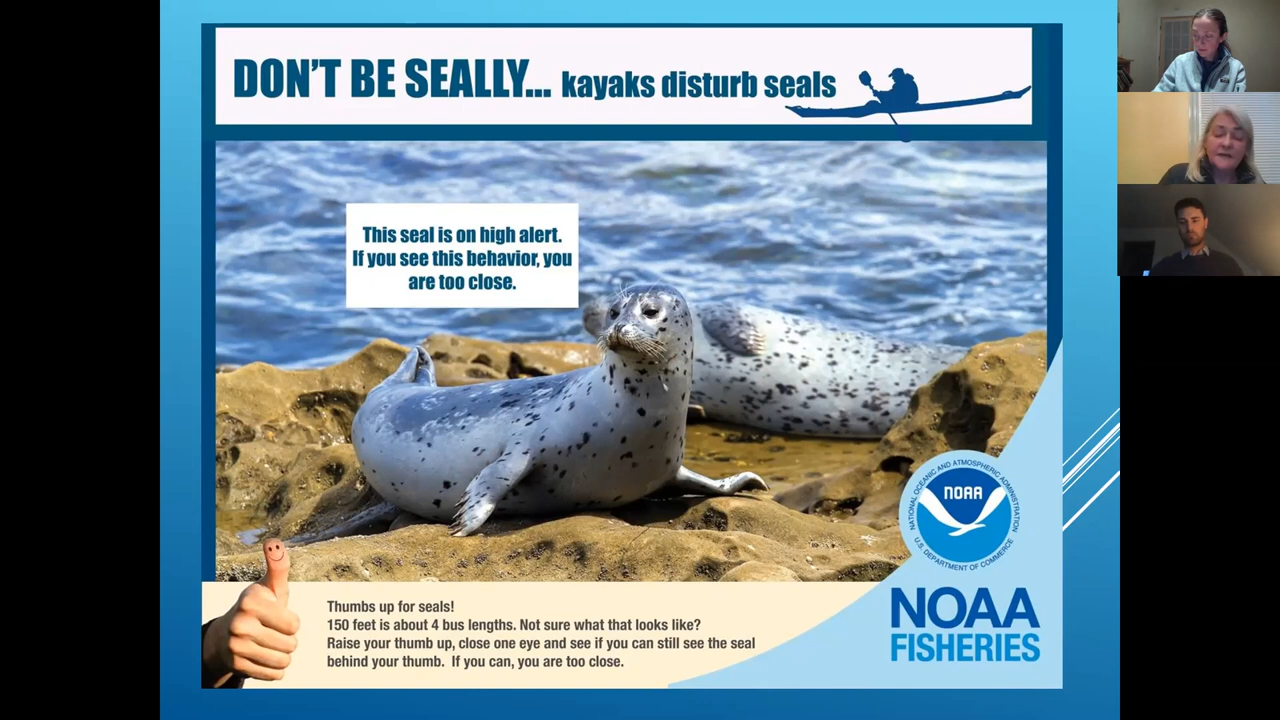 DON'T BE SEALLY... kayaks disturb seals
This seal is on high alert.
If you see this behavior, you
are too close.
NATIONAL OCEANIC AND ATMOSPHERIC ADMINISTRATION
NOAA
U.S. DEPARTMENT OF COMMERCE
NOAA
FISHERIES
Thumbs up for seals!
150 feet is about 4 bus lengths. Not sure what that looks like?
Raise your thumb up, close one eye and see if you can still see the seal
behind your thumb.  If you can, you are too close.